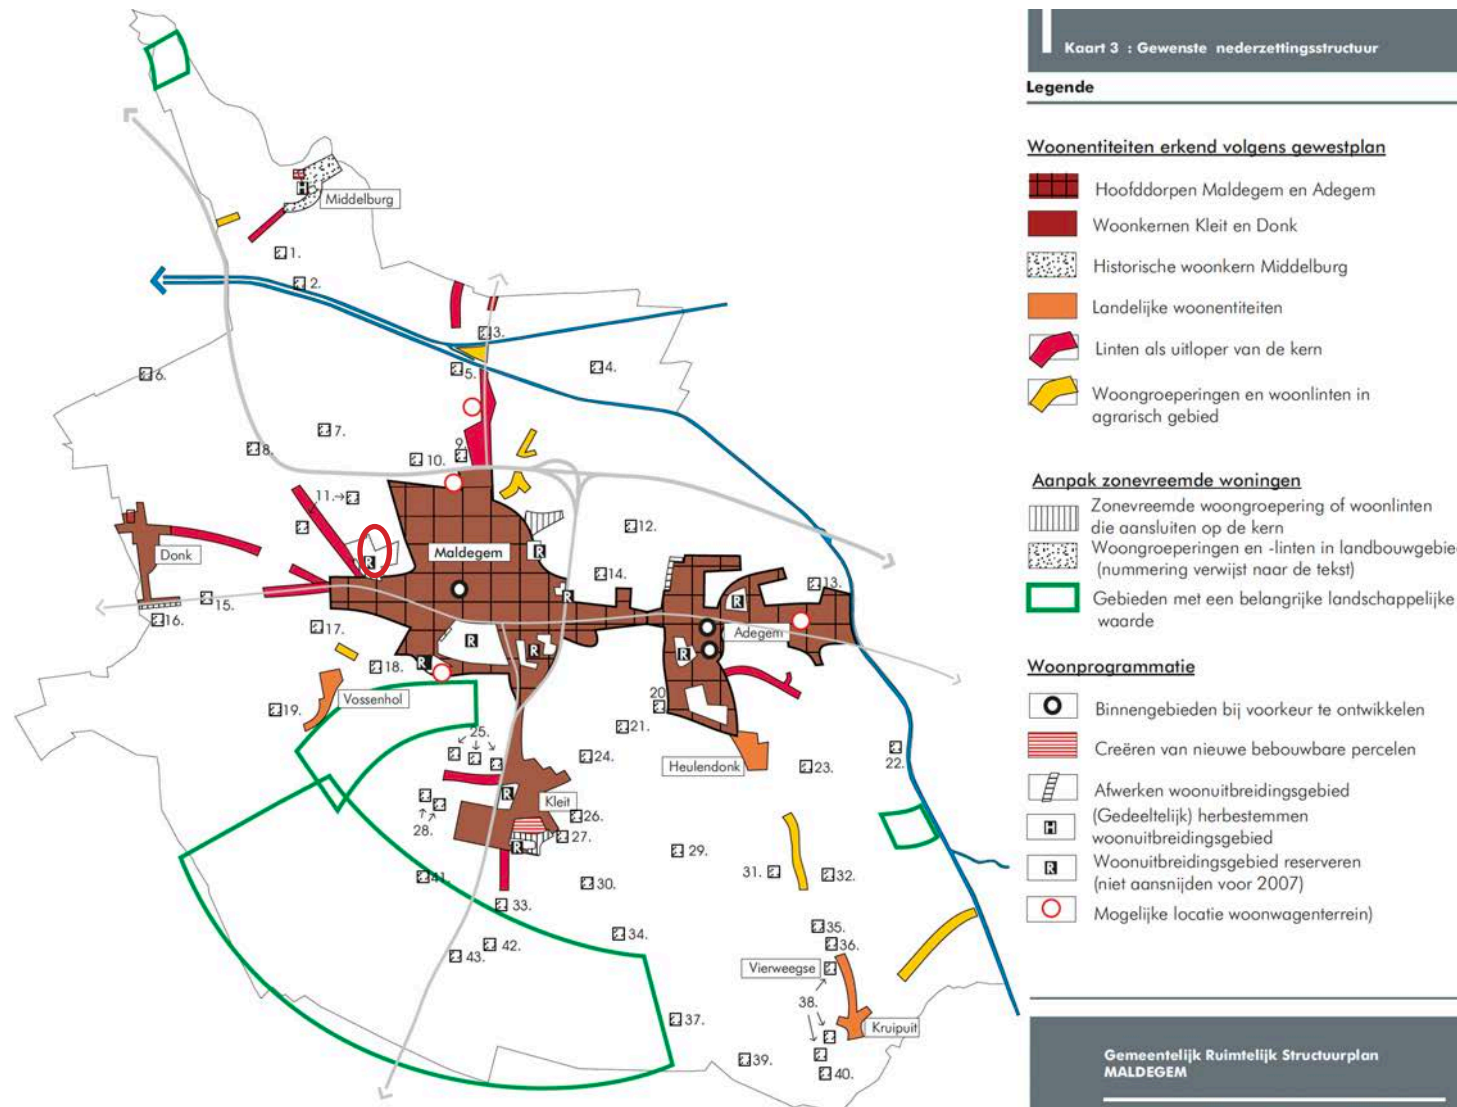 Kaart 3 : Gewenste nederzettingsstructuur
Legende
Woonentiteiten erkend volgens gewestplan
Hoofddorpen Maldegem en Adegem
Woonkernen Kleit en Donk
Historische woonkern Middelburg
Landelijke woonentiteiten
Linten als uitloper van de kern
Woongroeperingen en woonlinten in
agrarisch gebied
Aanpak zonevreemde woningen
Zonevreemde woongroepering of woonlinten
die aansluiten op de kern
Woongroeperingen en -linten in landbouwgebie
(nummering verwijst naar de tekst)
Gebieden met een belangrijke landschappelijke
waarde
Woonprogrammatie
Binnengebieden bij voorkeur te ontwikkelen
Creëren van nieuwe bebouwbare percelen
Afwerken woonuitbreidingsgebied
(Gedeeltelijk) herbestemmen
H
woonuitbreidingsgebied
R
Woonuitbreidingsgebied reserveren
(niet aansnijden voor 2007)
Mogelijke locatie woonwagenterrein)
Gemeentelijk Ruimtelijk Structuurplan
MALDEGEM
H
Middelburg
1.
2.
3.
4.
5.
6.
7.
8.
9.
10.
11.
12.
R
Maldegem
R
Donk
14.
13.
R
R
15.
16.
17.
Adegem
R
R
R
R
18.
Vossenhol
19.
20
21.
22.
25.
24.
Heulendonk
23.
R
Kleit
28.
26.
27.
R
29.
30.
31.
32.
41.
33.
34.
35.
36.
42.
43.
Vierweegse
38.
37.
Kruipuit
39.
40.